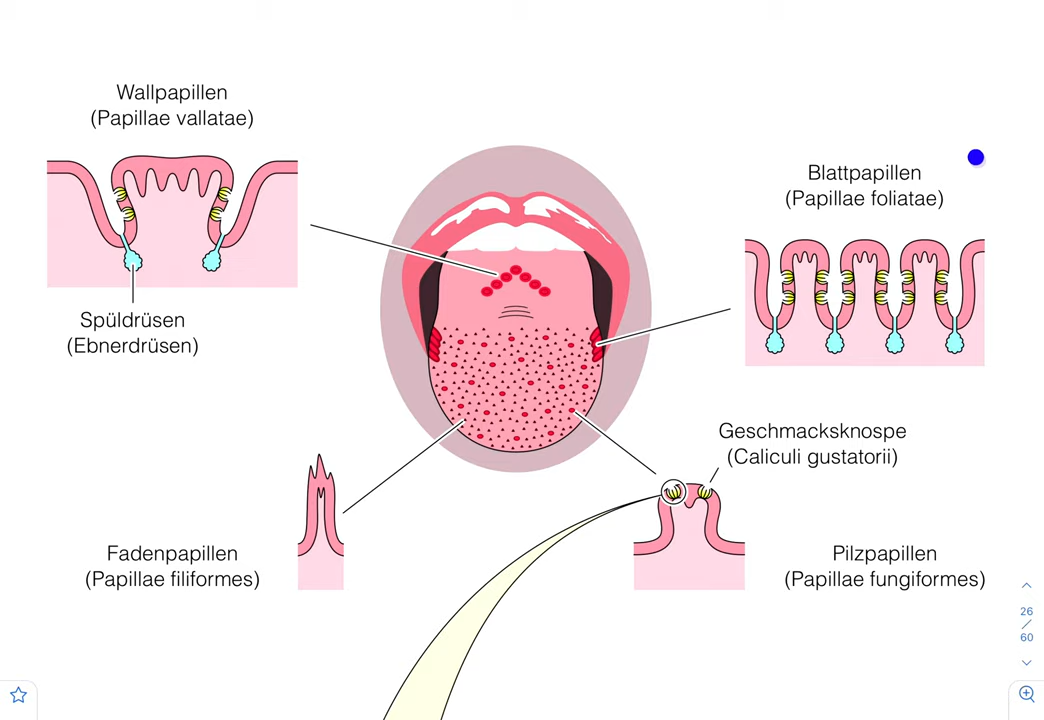 Wallpapillen
(Papillae vallatae)
Spüldrüsen
(Ebnerdrüsen)
Blattpapillen
(Papillae foliatae)
Geschmacksknospe
(Caliculi gustatorii)
Fadenpapillen
(Papillae filiformes)
Pilzpapillen
(Papillae fungiformes)
26
/
60